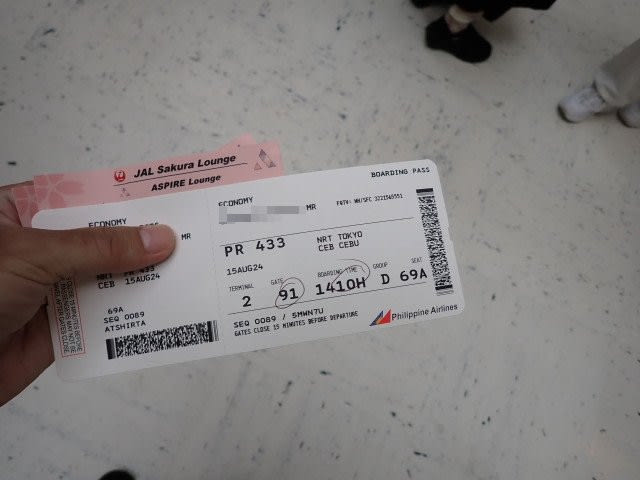 JAL Sakura Lounge
ASPIRE Lounge
BOARDING PASS
ECONOMY
MR
CEB 15AUG24
69A
SEQ 0089
ATSHIRTA
ECONOMY
MR
PR 433
NRT TOKYO
CEB CEBU
15AUG24
TERMINAL GATE BOARDING TIME GROUP SEAT
2 91 1410H D 69A
SEQ 0089 / 5MWN7U
GATES CLOSE 15 MINUTES BEFORE DEPARTURE
Philippine Airlines